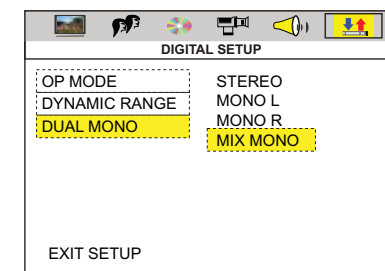 DIGITAL SETUP
OP MODE
DYNAMIC RANGE
DUAL MONO
STEREO
MONO L
MONO R
MIX MONO
EXIT SETUP